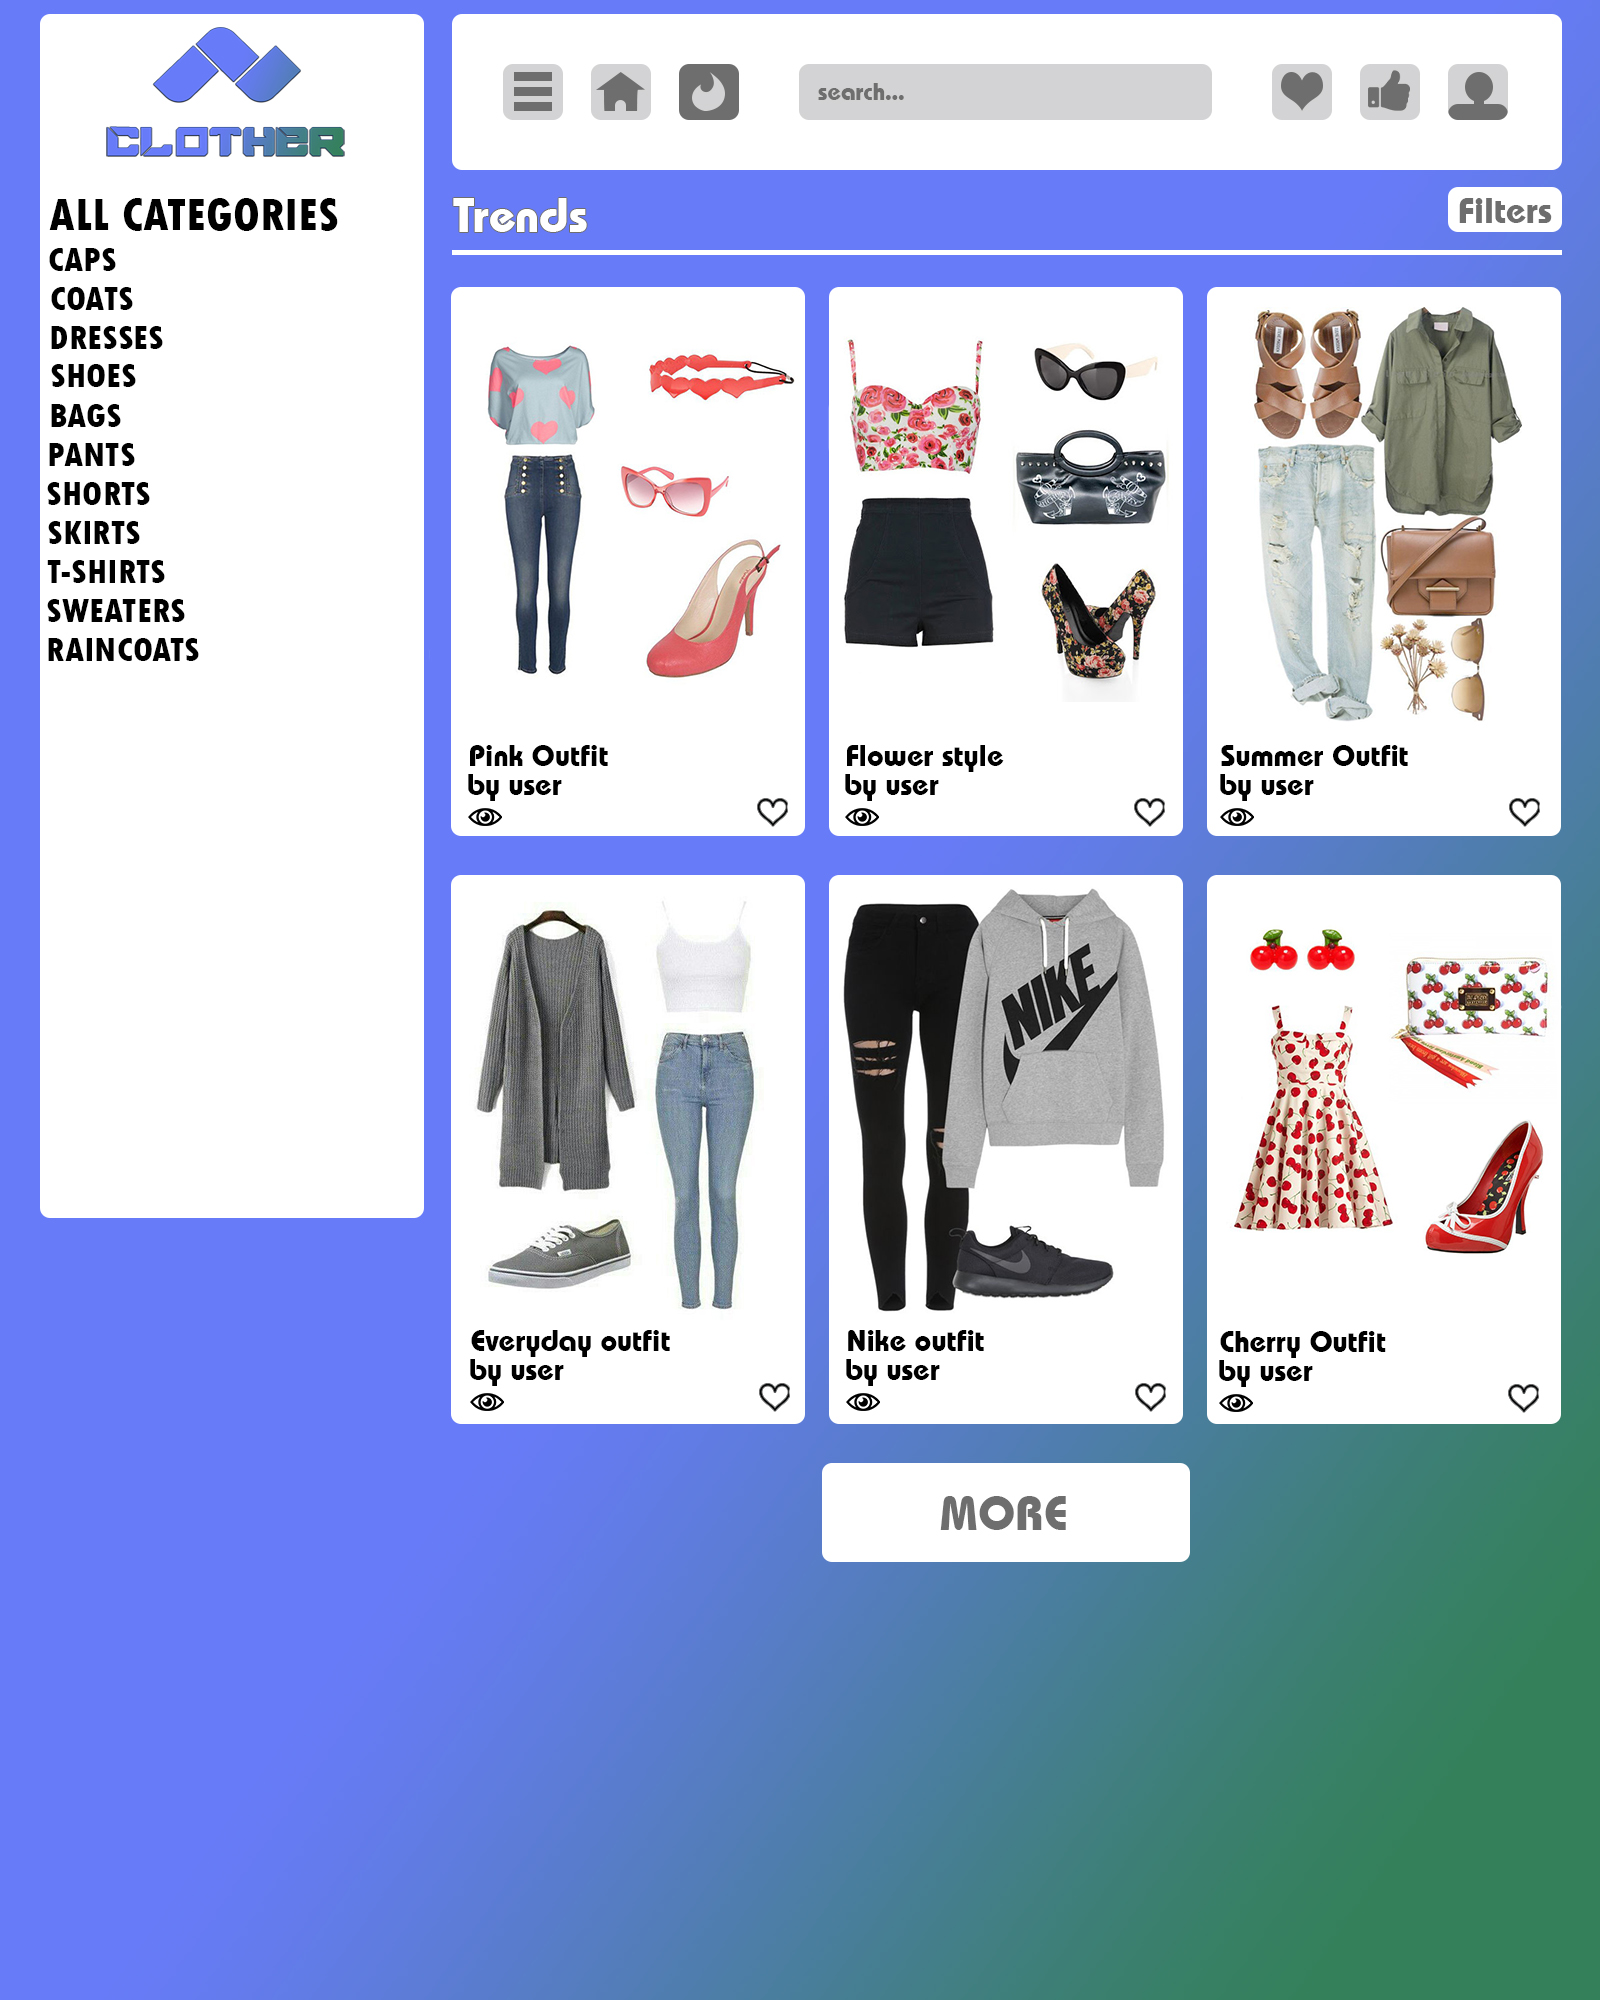 CLOTHER
ALL CATEGORIES
CAPS
COATS
DRESSES
SHOES
BAGS
PANTS
SHORTS
SKIRTS
T-SHIRTS
SWEATERS
RAINCOATS
search...
Trends
Filters
Pink Outfit
by user
Flower style
by user
Summer Outfit
by user
NIKE
Everyday outfit
by user
Nike outfit
by user
Cherry Outfit
by user
MORE